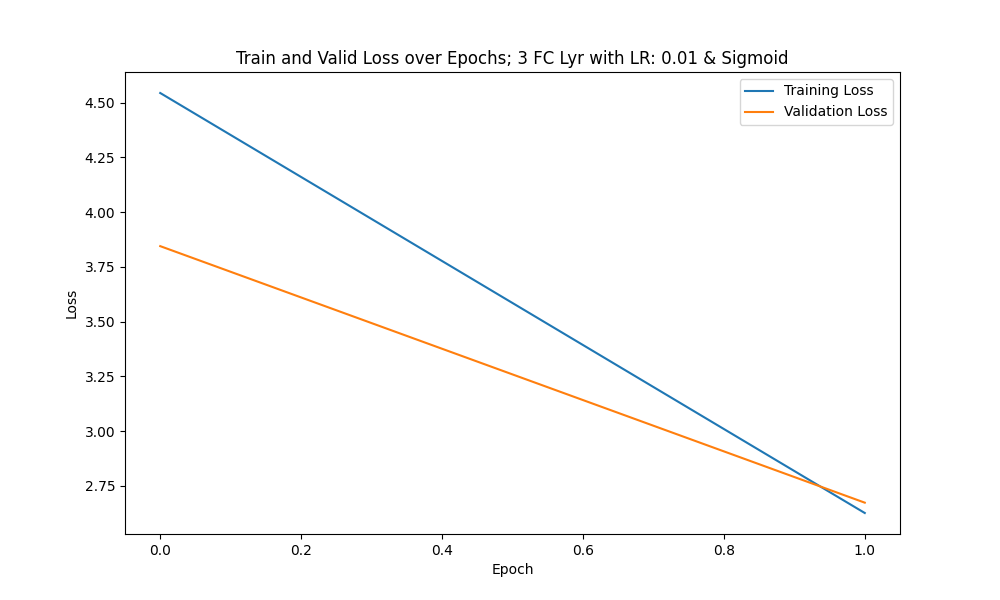 Train and Valid Loss over Epochs; 3 FC Lyr with LR: 0.01 & Sigmoid
Training Loss
Validation Loss
4.50
4.25
4.00
3.75
3.50
3.25
3.00
2.75
Loss
0.0 0.2 0.4 0.6 0.8 1.0
Epoch